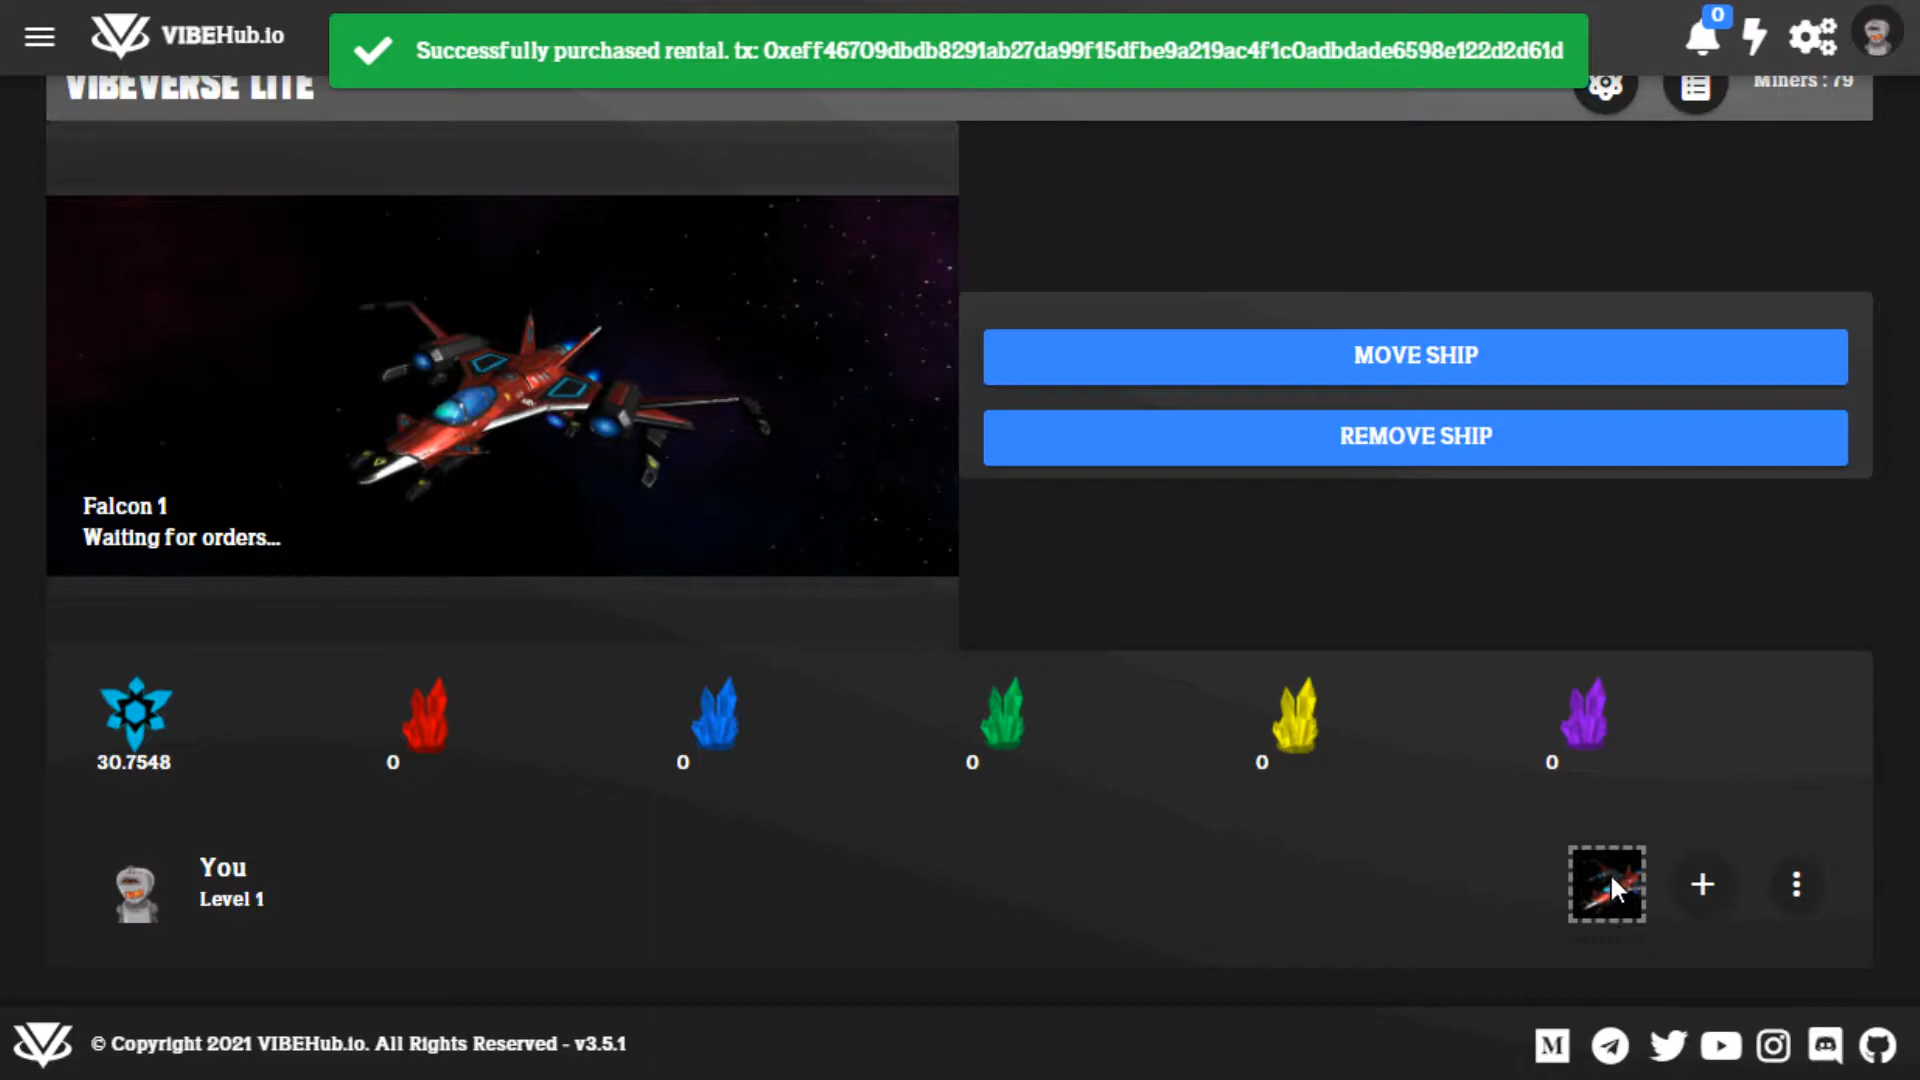 VIBEHub.io
Successfully purchased rental. tx: 0xeff46709dbdb8291ab27da99f15dfbe9a219ac4f1c0adbdade6598e122d2d61d
0
VIBEVERSE LITE
Miners : 79
MOVE SHIP
REMOVE SHIP
Falcon 1
Waiting for orders...
30.7548
0
0
0
0
0
You
Level 1
© Copyright 2021 VIBEHub.io. All Rights Reserved - v3.5.1